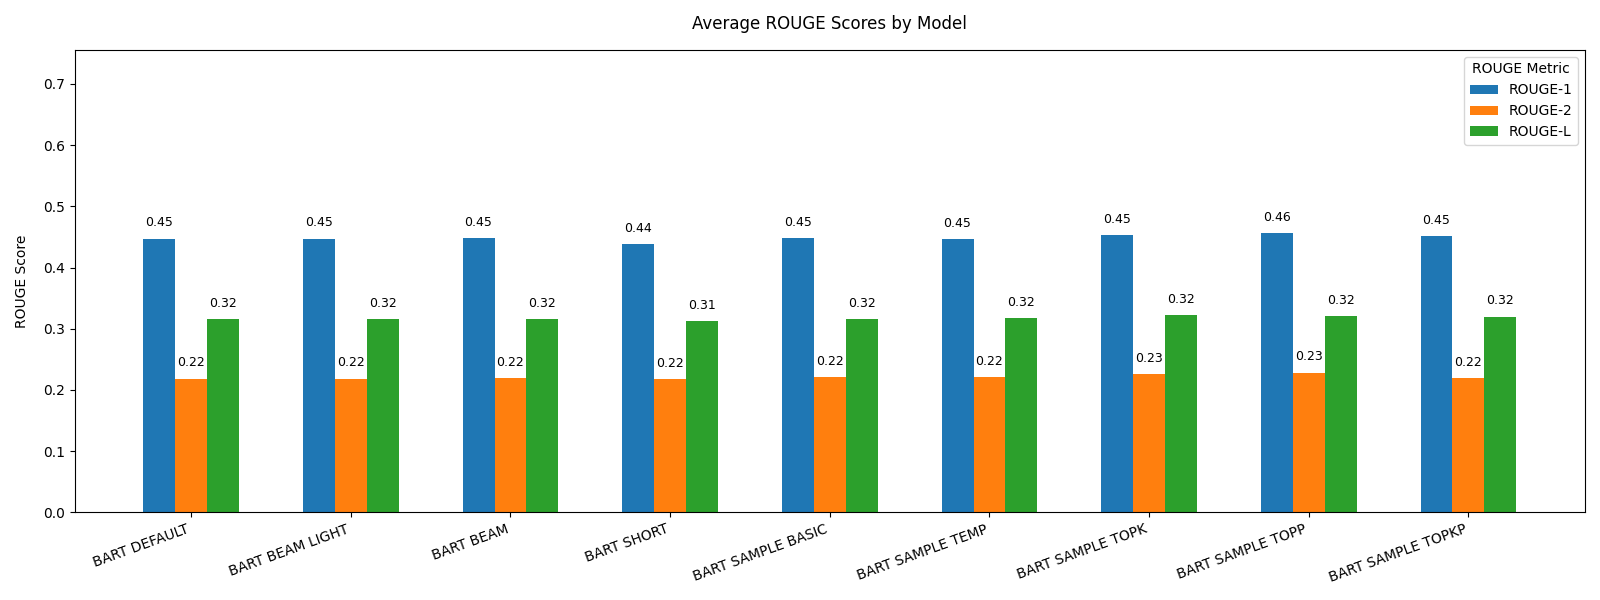 Average ROUGE Scores by Model
ROUGE Metric
ROUGE-1
ROUGE-2
ROUGE-L
ROUGE Score
0.7
0.6
0.5
0.4
0.3
0.2
0.1
0.0
0.45 0.22 0.32
0.45 0.22 0.32
0.45 0.22 0.32
0.44 0.22 0.31
0.45 0.22 0.32
0.45 0.22 0.32
0.45 0.23 0.32
0.46 0.23 0.32
0.45 0.22 0.32
BART DEFAULT
BART BEAM LIGHT
BART BEAM
BART SHORT
BART SAMPLE BASIC
BART SAMPLE TEMP
BART SAMPLE TOPK
BART SAMPLE TOPP
BART SAMPLE TOPKP